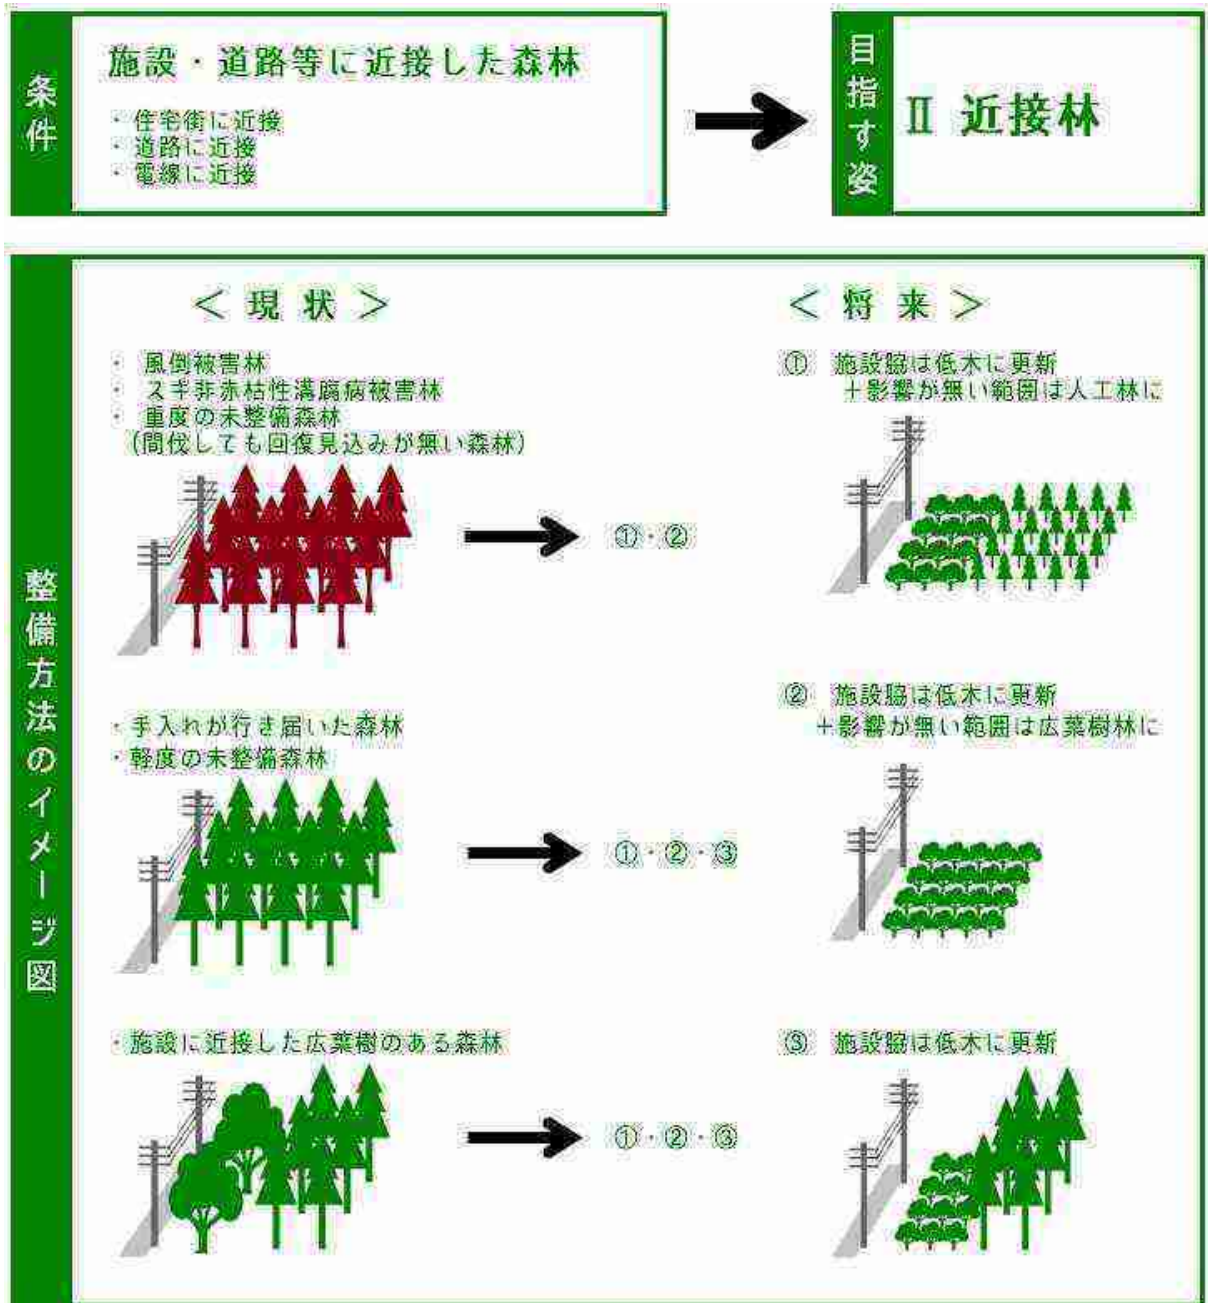 条件
施設・道路等に近接した森林
・住宅街に近接
・道路に近接
・電線に近接
目指す姿
Ⅱ 近接林
整備方法のイメージ図
＜現状＞
・ 風倒被害林
・ スギ非赤枯性溝腐病被害林
・ 重度の未整備森林
（間伐しても回復見込みが無い森林）
①・②
・手入れが行き届いた森林
・軽度の未整備森林
①・②・③
・施設に近接した広葉樹のある森林
①・②・③
＜将来＞
① 施設脇は低木に更新
＋影響が無い範囲は人工林に
② 施設脇は低木に更新
＋影響が無い範囲は広葉樹林に
③ 施設脇は低木に更新